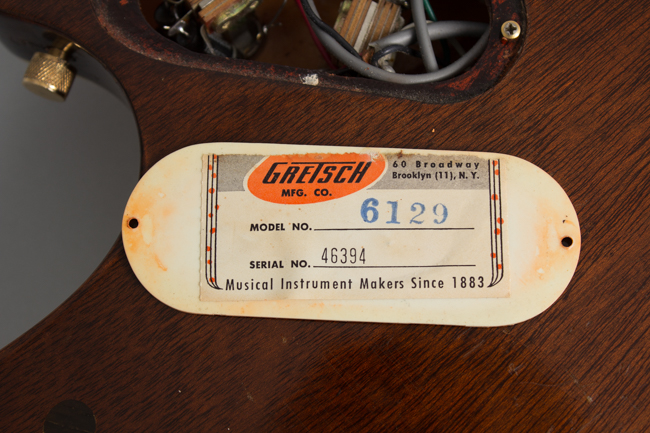 GRETSCH
MFG. CO.
60 Broadway
Brooklyn (11), N. Y.
MODEL NO. 6129
SERIAL NO. 46394
Musical Instrument Makers Since 1883